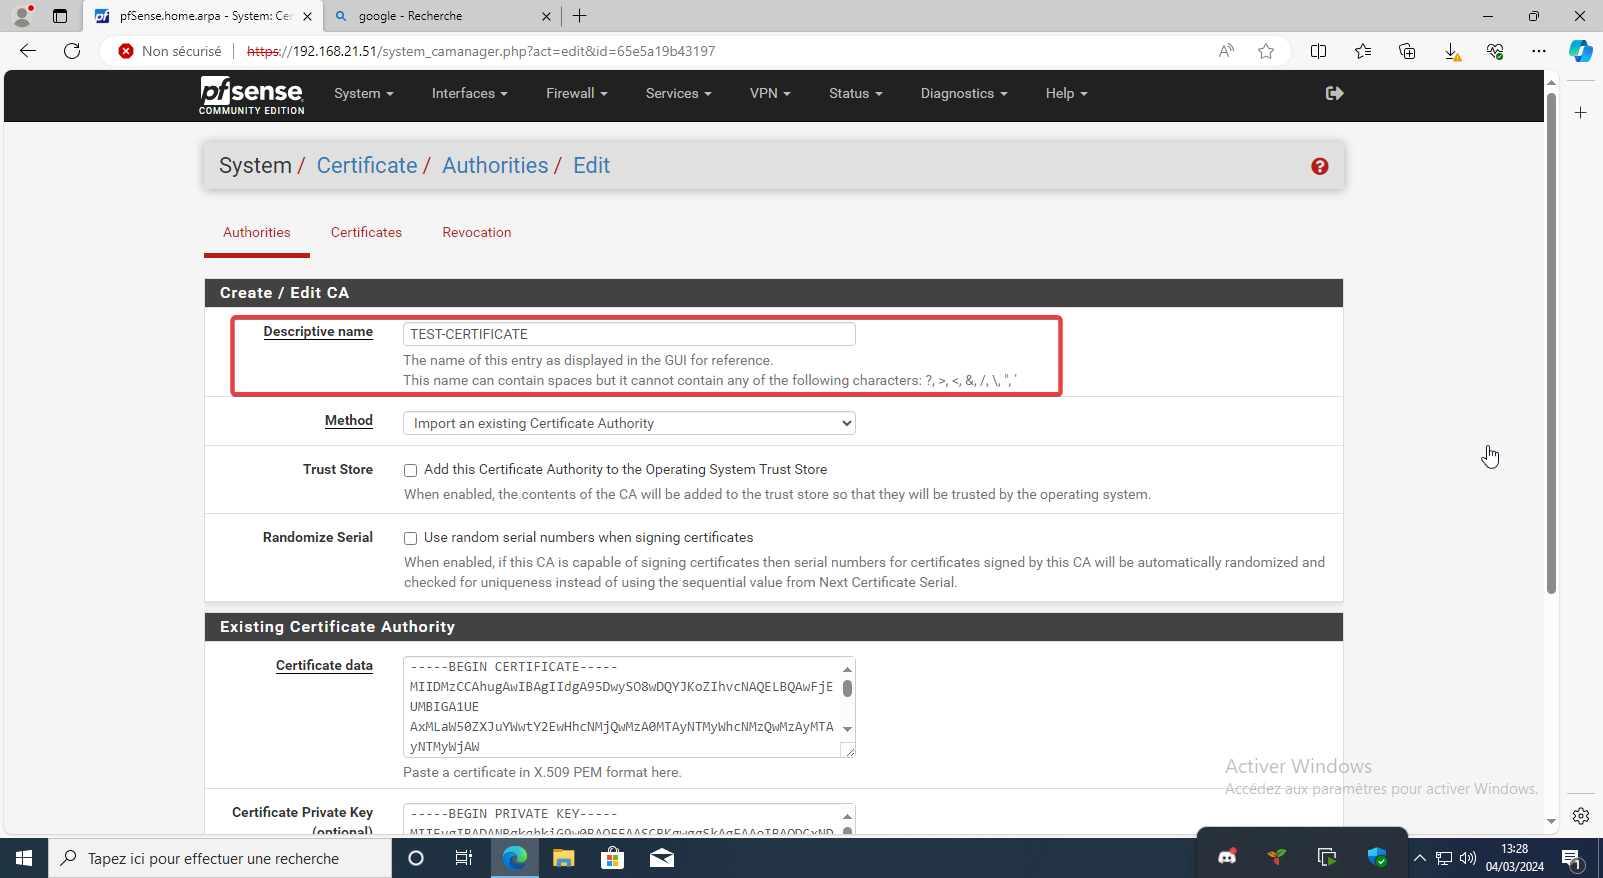 pfSense.home.arpa - System: Cer
google - Recherche
Non sécurisé
https://192.168.21.51/system_camanager.php?act=edit&id=65e5a19b43197
pfsense
COMMUNITY EDITION
System
Interfaces
Firewall
Services
VPN
Status
Diagnostics
Help
System / Certificate / Authorities / Edit
Authorities
Certificates
Revocation
Create / Edit CA
Descriptive name
TEST-CERTIFICATE
The name of this entry as displayed in the GUI for reference.
This name can contain spaces but it cannot contain any of the following characters: ?, >, <, &, /, \, ", '
Method
Import an existing Certificate Authority
Trust Store
Add this Certificate Authority to the Operating System Trust Store
When enabled, the contents of the CA will be added to the trust store so that they will be trusted by the operating system.
Randomize Serial
Use random serial numbers when signing certificates
When enabled, if this CA is capable of signing certificates then serial numbers for certificates signed by this CA will be automatically randomized and
checked for uniqueness instead of using the sequential value from Next Certificate Serial.
Existing Certificate Authority
Certificate data
-----BEGIN CERTIFICATE-----
MIIDMzCCAhugAwIBAgIIdgA95DwySO8wDQYJKoZIhvcNAQELBQAwFjE
UMBIGA1UE
AxMLaW50ZXJuYWwtY2EwHhcNMjQwMzA0MTAyNTMyWhcNMzQwMzAyMTA
yNTMyWjAW
Paste a certificate in X.509 PEM format here.
Certificate Private Key
(optional)
-----BEGIN PRIVATE KEY-----
Activer Windows
Accédez aux paramètres pour activer Windows.
Tapez ici pour effectuer une recherche
13:28
04/03/2024
1